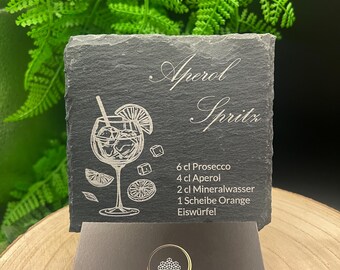 Aperol
Spritz
6 cl Prosecco
4 cl Aperol
2 cl Mineralwasser
1 Scheibe Orange
Eiswürfel